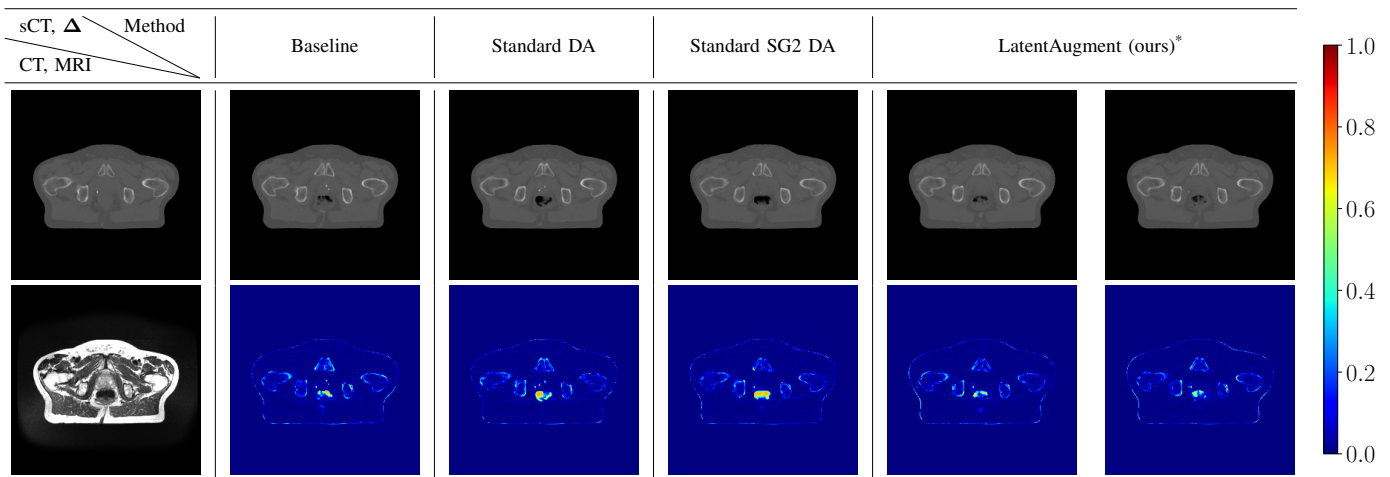 sCT, Δ Method
CT, MRI
Baseline
Standard DA
Standard SG2 DA
LatentAugment (ours)*
1.0
0.8
0.6
0.4
0.2
0.0